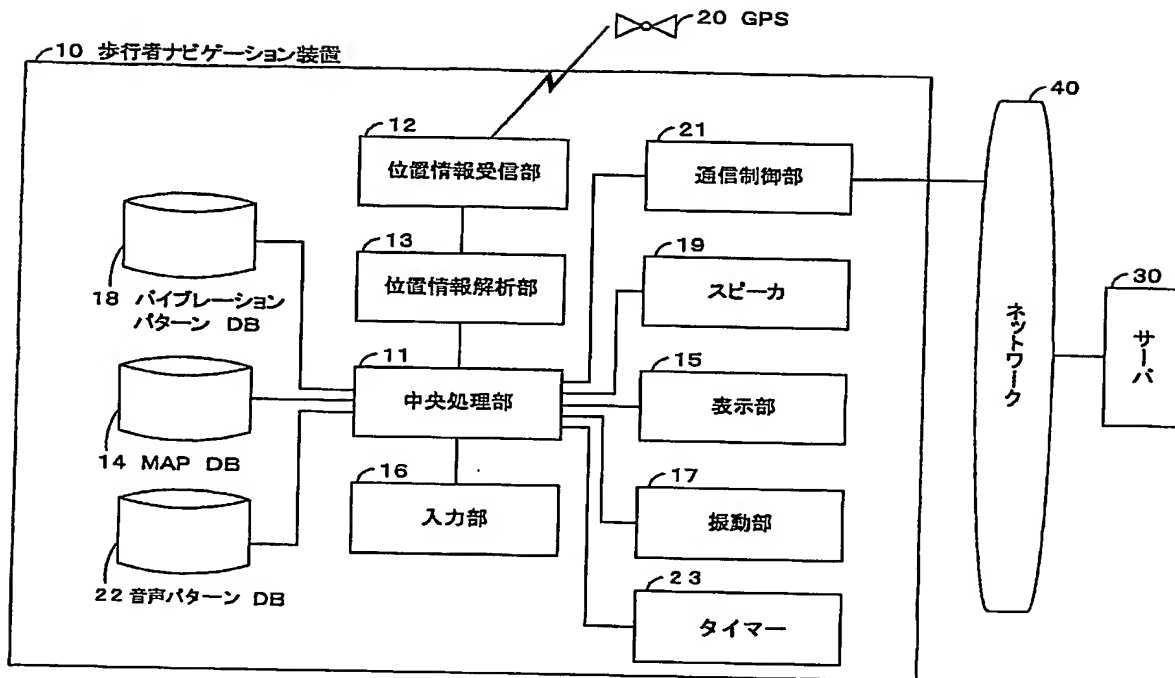 20 GPS
10 歩行者ナビゲーション装置
40
12
位置情報受信部
21
通信制御部
13
位置情報解析部
19
スピーカ
18 バイブレーション
パターン DB
30
サーバ
ネットワーク
11
中央処理部
15
表示部
14 MAP DB
16
入力部
17
振動部
22 音声パターン DB
23
タイマー